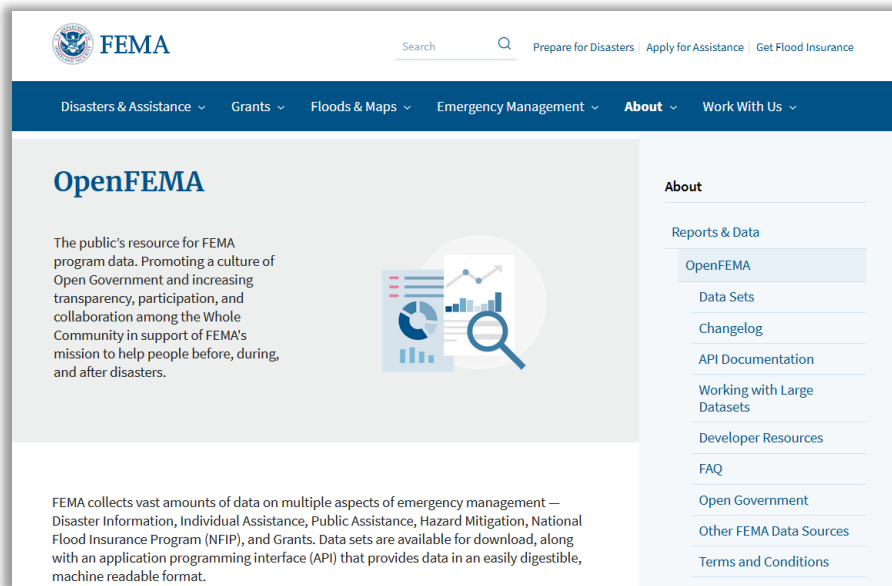 FEMA
Search
Prepare for Disasters | Apply for Assistance | Get Flood Insurance
Disasters & Assistance
Grants
Floods & Maps
Emergency Management
About
Work With Us
OpenFEMA
The public's resource for FEMA
program data. Promoting a culture of
Open Government and increasing
transparency, participation, and
collaboration among the Whole
Community in support of FEMA's
mission to help people before, during,
and after disasters.
FEMA collects vast amounts of data on multiple aspects of emergency management —
Disaster Information, Individual Assistance, Public Assistance, Hazard Mitigation, National
Flood Insurance Program (NFIP), and Grants. Data sets are available for download, along
with an application programming interface (API) that provides data in an easily digestible,
machine readable format.
About
Reports & Data
OpenFEMA
Data Sets
Changelog
API Documentation
Working with Large
Datasets
Developer Resources
FAQ
Open Government
Other FEMA Data Sources
Terms and Conditions